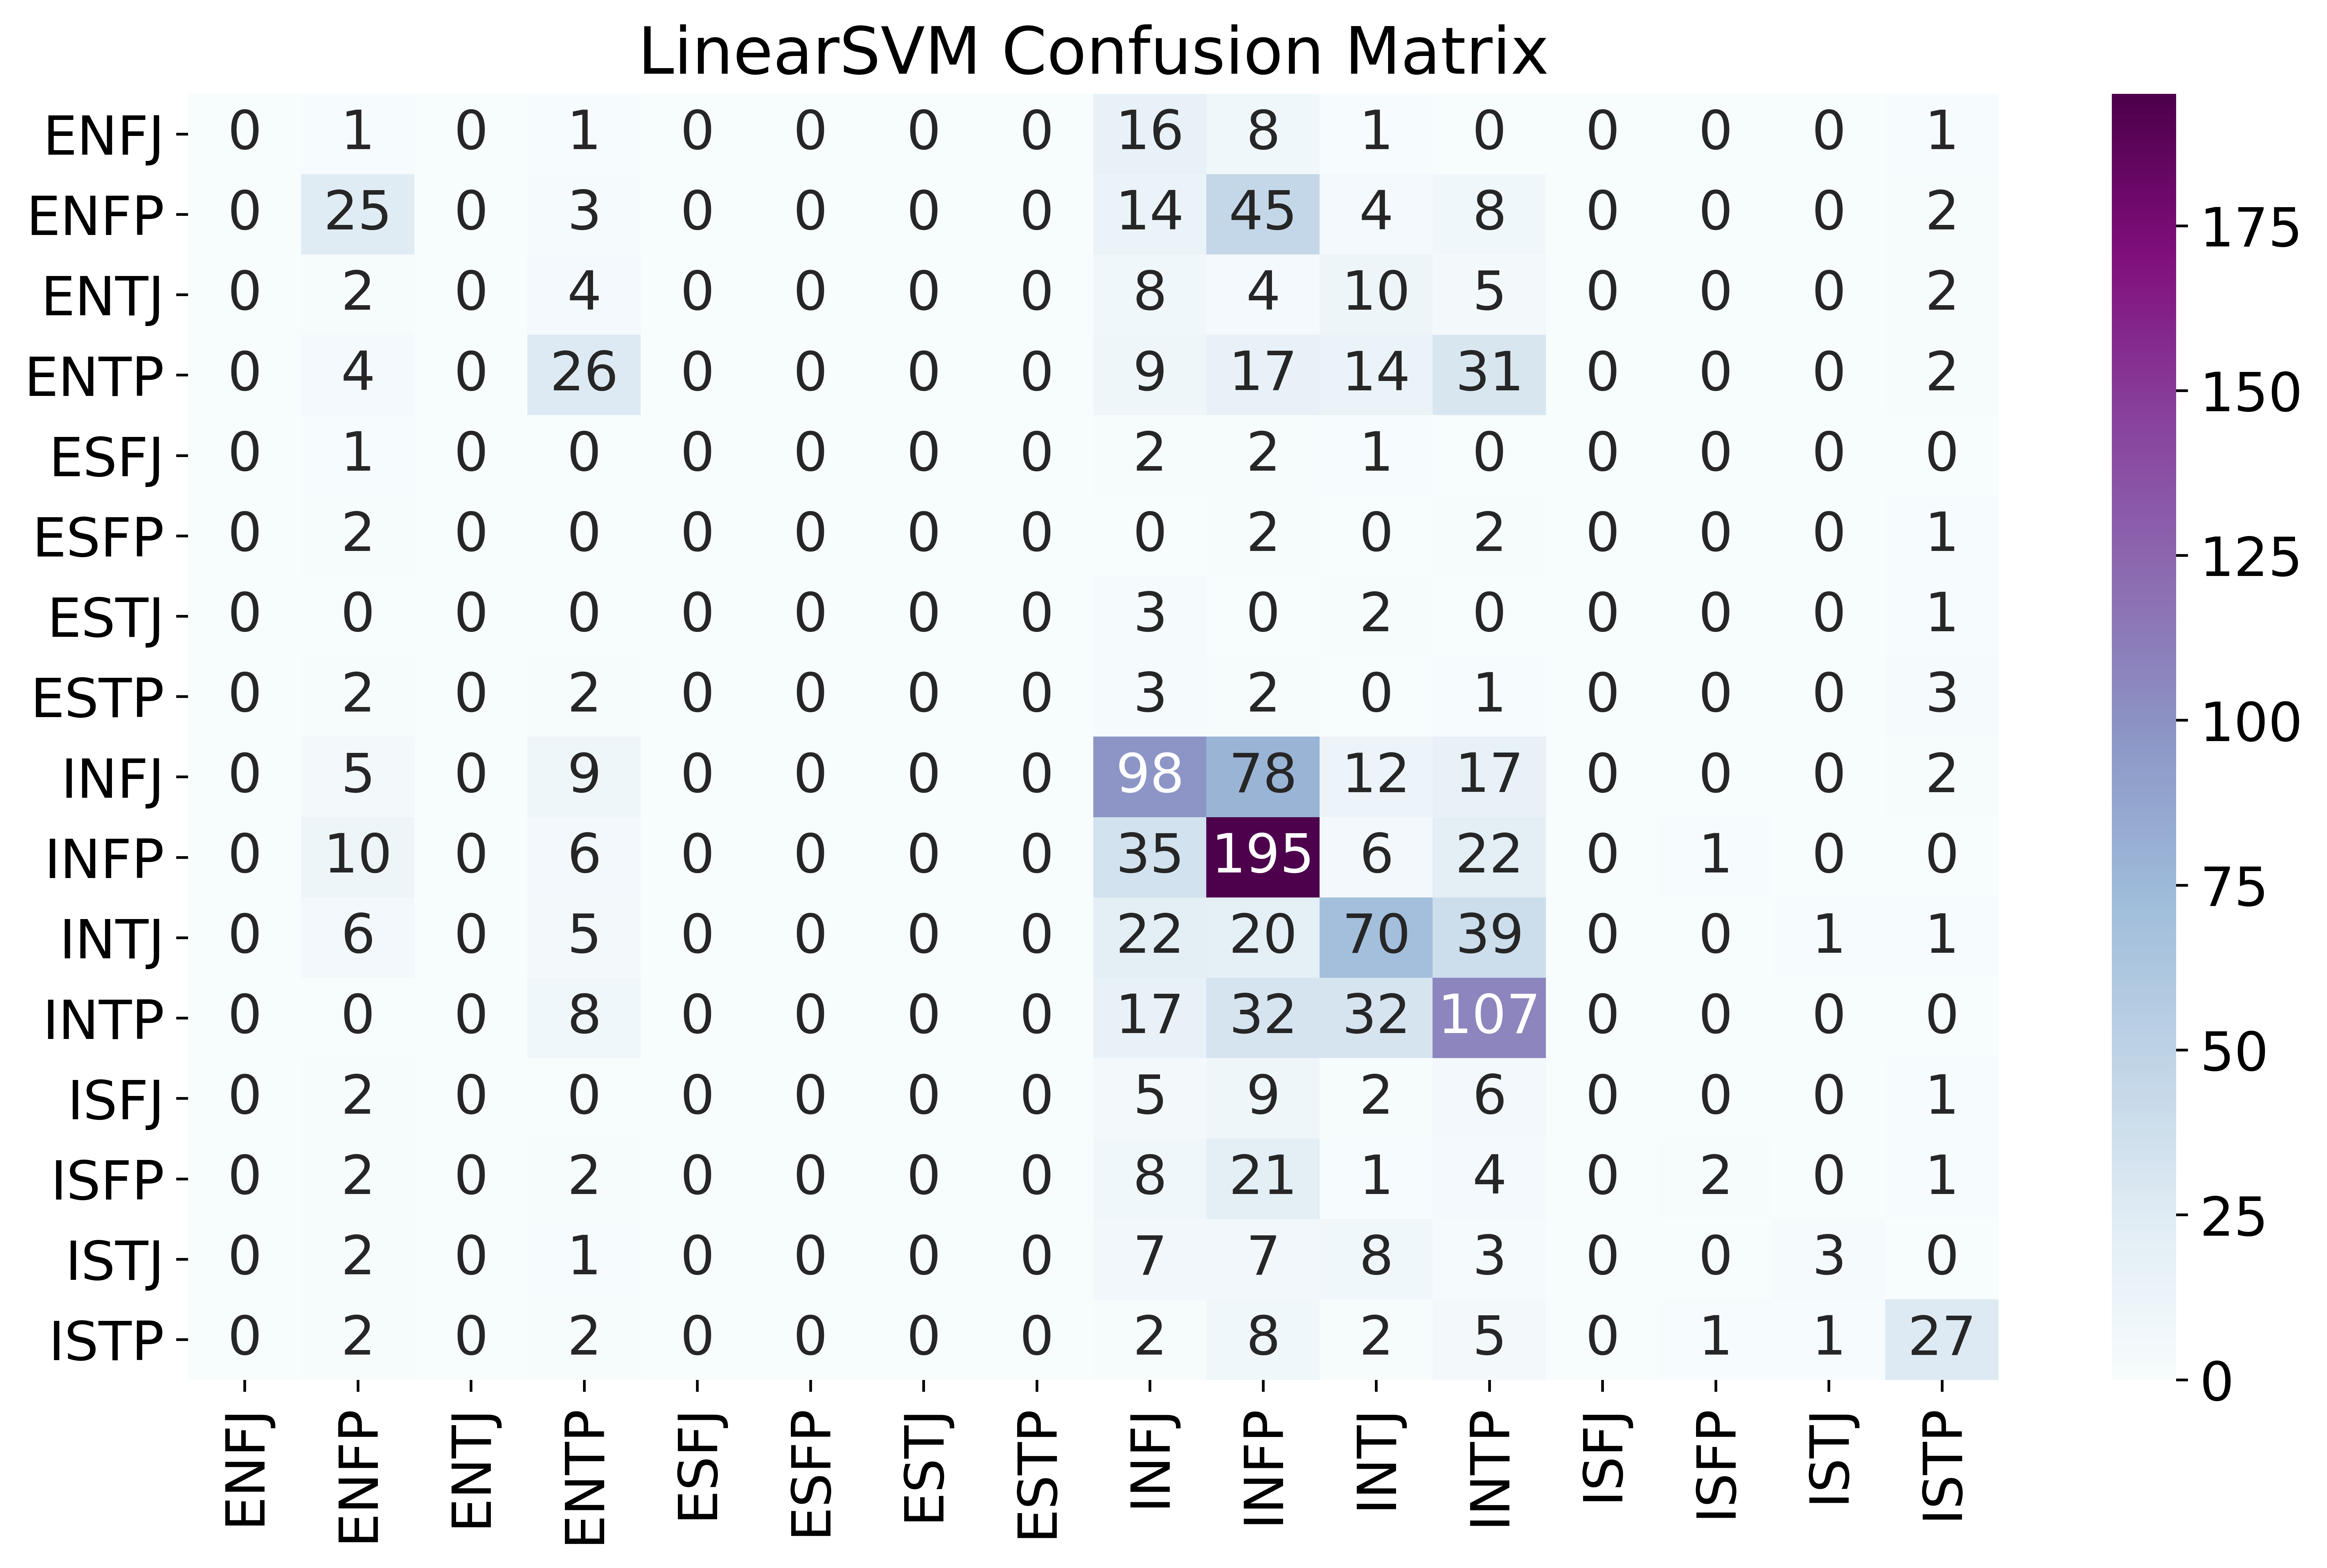 LinearSVM Confusion Matrix
ENFJ 0 1 0 1 0 0 0 0 16 8 1 0 0 0 0 1
ENFP 0 25 0 3 0 0 0 0 14 45 4 8 0 0 0 2
ENTJ 0 2 0 4 0 0 0 0 8 4 10 5 0 0 0 2
ENTP 0 4 0 26 0 0 0 0 9 17 14 31 0 0 0 2
ESFJ 0 1 0 0 0 0 0 0 2 2 1 0 0 0 0 0
ESFP 0 2 0 0 0 0 0 0 0 2 0 2 0 0 0 1
ESTJ 0 0 0 0 0 0 0 0 3 0 2 0 0 0 0 1
ESTP 0 2 0 2 0 0 0 0 3 2 0 1 0 0 0 3
INFJ 0 5 0 9 0 0 0 0 98 78 12 17 0 0 0 2
INFP 0 10 0 6 0 0 0 0 35 195 6 22 0 1 0 0
INTJ 0 6 0 5 0 0 0 0 22 20 70 39 0 0 1 1
INTP 0 0 0 8 0 0 0 0 17 32 32 107 0 0 0 0
ISFJ 0 2 0 0 0 0 0 0 5 9 2 6 0 0 0 1
ISFP 0 2 0 2 0 0 0 0 8 21 1 4 0 2 0 1
ISTJ 0 2 0 1 0 0 0 0 7 7 8 3 0 0 3 0
ISTP 0 2 0 2 0 0 0 0 2 8 2 5 0 1 1 27
ENFJ ENFP ENTJ ENTP ESFJ ESFP ESTJ ESTP INFJ INFP INTJ INTP ISFJ ISFP ISTJ ISTP
175
150
125
100
75
50
25
0